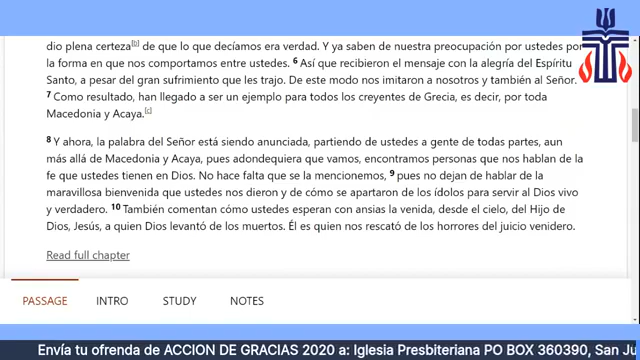 dio plena certeza[b] de que lo que decíamos era verdad. Y ya saben de nuestra preocupación por ustedes por
la forma en que nos comportamos entre ustedes. 6 Así que recibieron el mensaje con la alegría del Espíritu
Santo, a pesar del gran sufrimiento que les trajo. De este modo nos imitaron a nosotros y también al Señor.
7 Como resultado, han llegado a ser un ejemplo para todos los creyentes de Grecia, es decir, por toda
Macedonia y Acaya.[c]
8 Y ahora, la palabra del Señor está siendo anunciada, partiendo de ustedes a gente de todas partes, aun
más allá de Macedonia y Acaya, pues adondequiera que vamos, encontramos personas que nos hablan de la
fe que ustedes tienen en Dios. No hace falta que se la mencionemos, 9 pues no dejan de hablar de la
maravillosa bienvenida que ustedes nos dieron y de cómo se apartaron de los ídolos para servir al Dios vivo
y verdadero. 10 También comentan cómo ustedes esperan con ansias la venida, desde el cielo, del Hijo de
Dios, Jesús, a quien Dios levantó de los muertos. Él es quien nos rescató de los horrores del juicio venidero.
Read full chapter
PASSAGE INTRO STUDY NOTES
Envía tu ofrenda de ACCION DE GRACIAS 2020 a: Iglesia Presbiteriana PO BOX 360390, San Ju